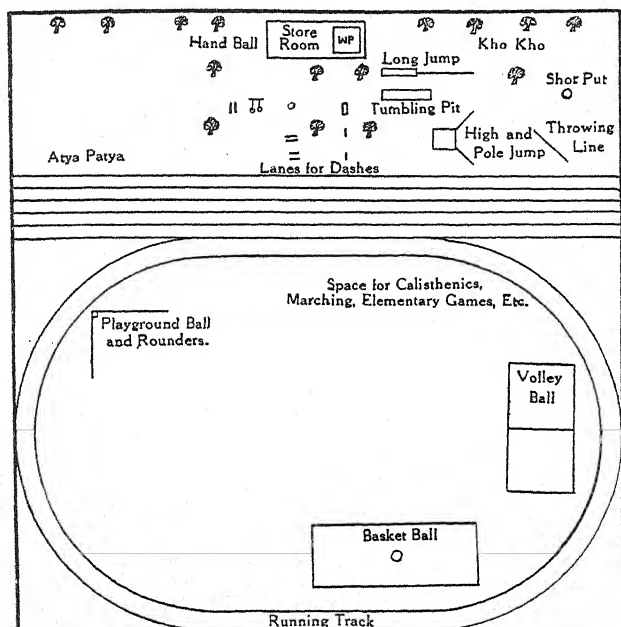 Store
Room
WP
Hand Ball
Kho Kho
Long Jump
Shot Put
Tumbling Pit
High and
Pole Jump
Throwing
Line
Atya Patya
Lanes for Dashes
Space for Calisthenics,
Marching, Elementary Games, Etc.
Playground Ball
and Rounders.
Volley
Ball
Basket Ball
Running Track